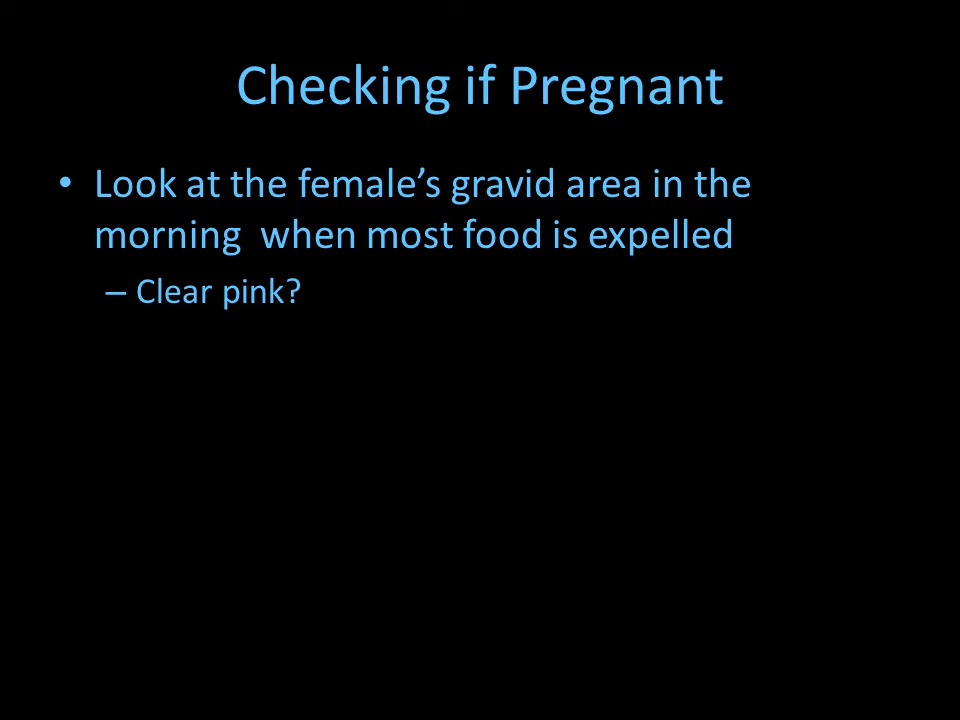 Checking if Pregnant
• Look at the female’s gravid area in the
morning  when most food is expelled
– Clear pink?